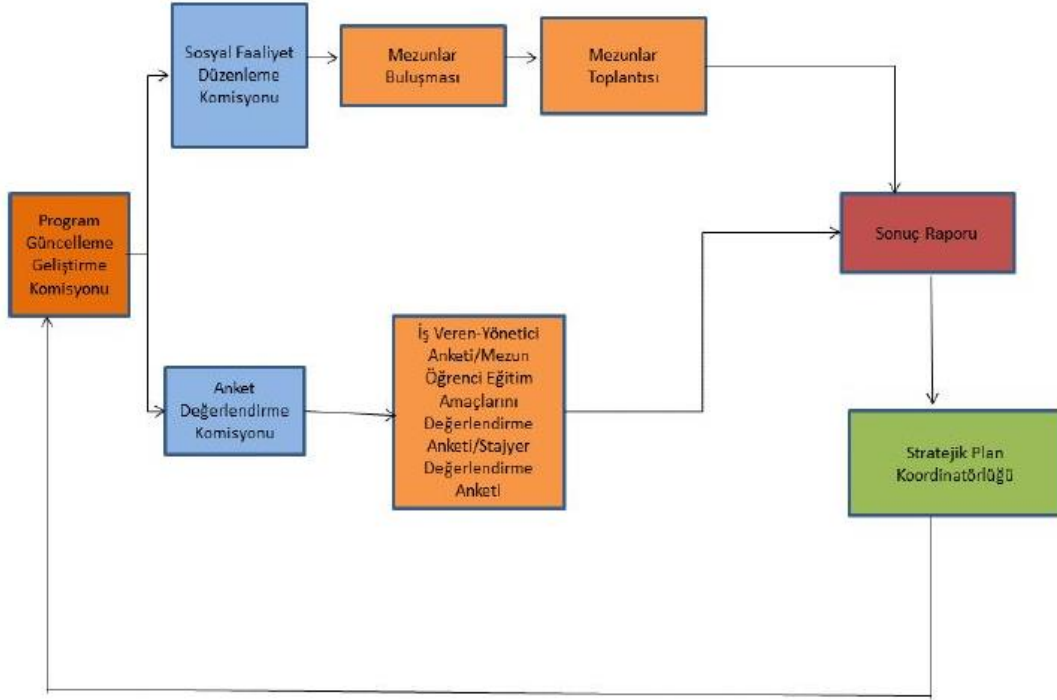 Sosyal Faaliyet
Düzenleme
Komisyonu
Mezunlar
Buluşması
Mezunlar
Toplantısı
Program
Güncelleme
Geliştirme
Komisyonu
Sonuç Raporu
Anket
Değerlendirme
Komisyonu
İş Veren-Yönetici
Anketi/Mezun
Öğrenci Eğitim
Amaçlarını
Değerlendirme
Anketi/Stajyer
Değerlendirme
Anketi
Stratejik Plan
Koordinatörlüğü